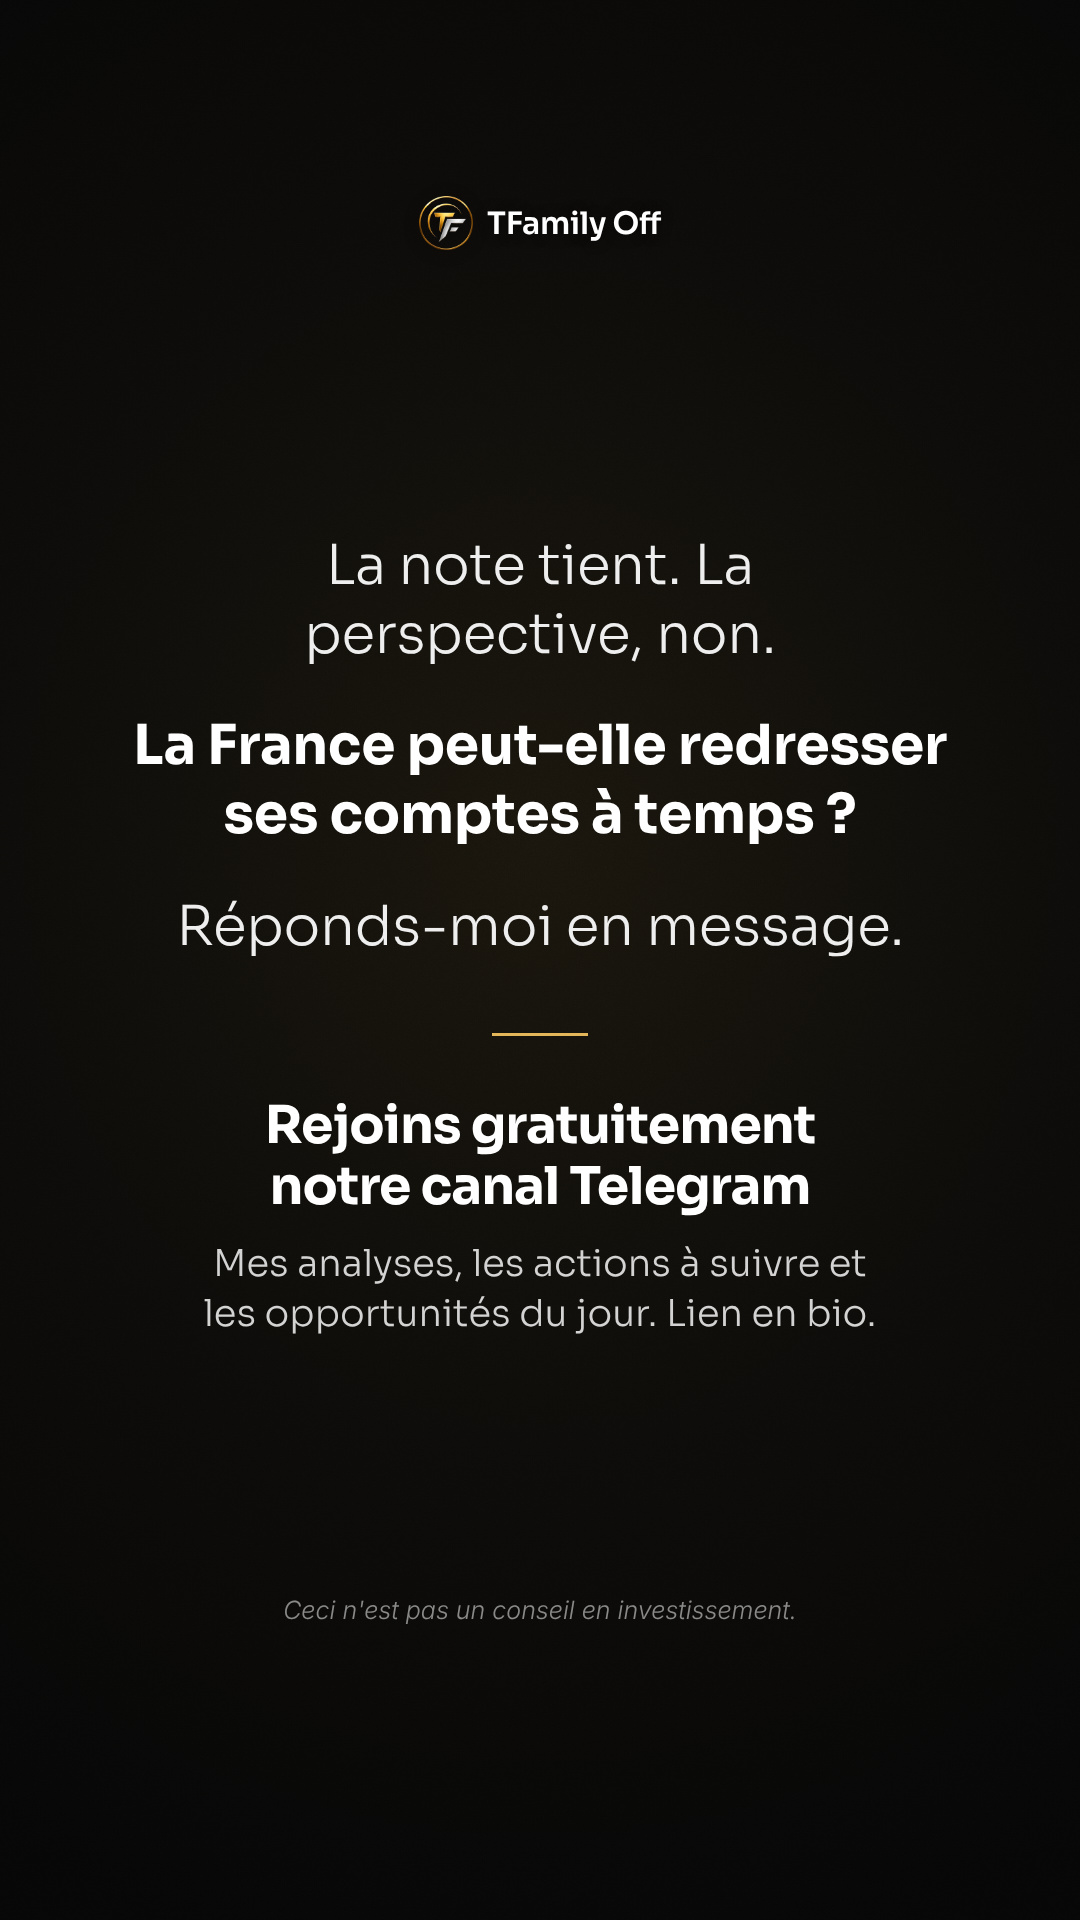 TF TFamily Off
La note tient. La
perspective, non.
La France peut-elle redresser
ses comptes à temps ?
Réponds-moi en message.
Rejoins gratuitement
notre canal Telegram
Mes analyses, les actions à suivre et
les opportunités du jour. Lien en bio.
Ceci n'est pas un conseil en investissement.